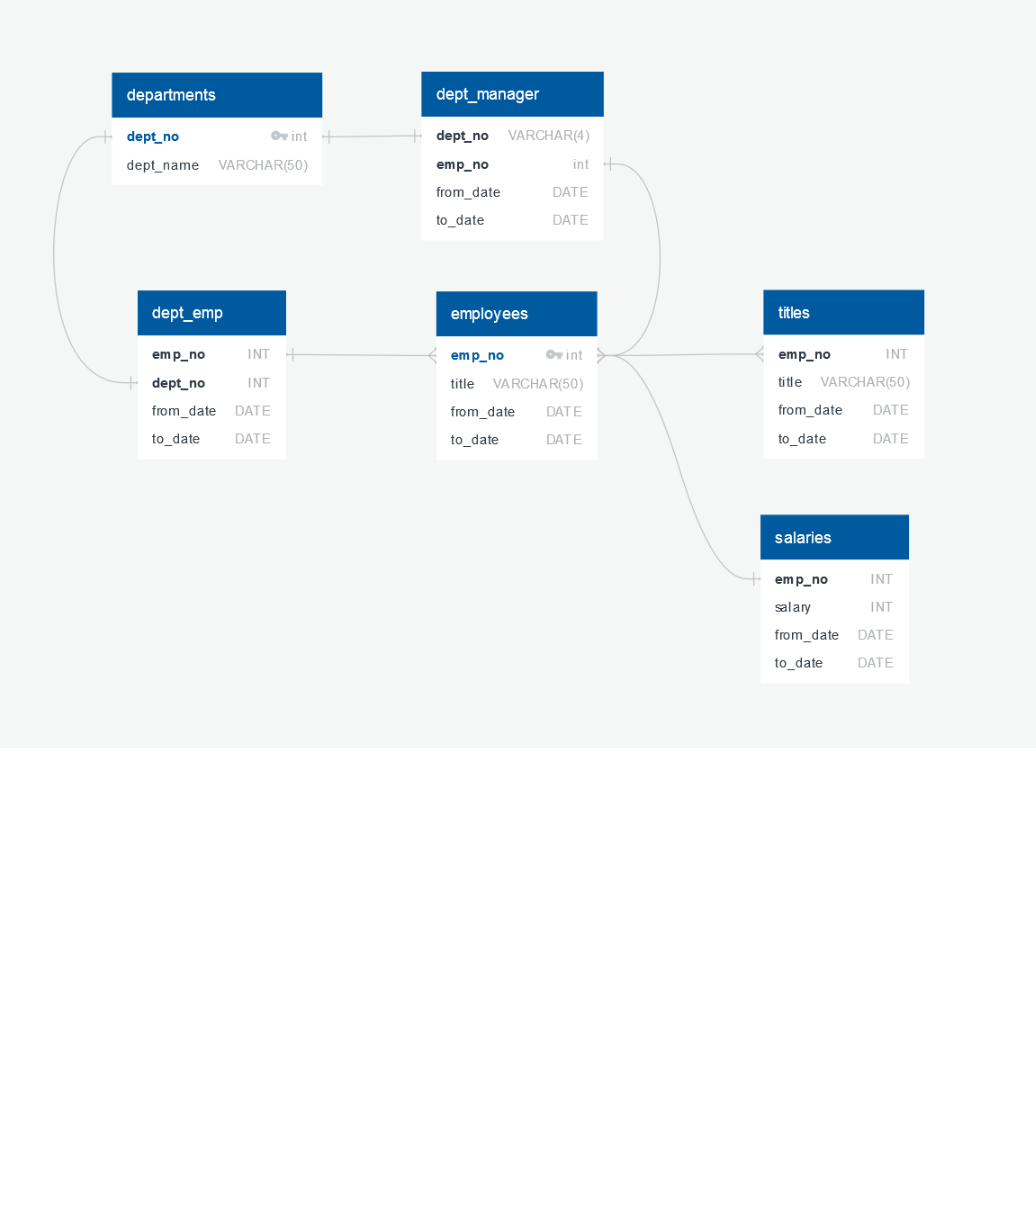 departments
dept_no int
dept_name VARCHAR(50)
dept_manager
dept_no VARCHAR(4)
emp_no int
from_date DATE
to_date DATE
dept_emp
emp_no INT
dept_no INT
from_date DATE
to_date DATE
employees
emp_no int
title VARCHAR(50)
from_date DATE
to_date DATE
titles
emp_no INT
title VARCHAR(50)
from_date DATE
to_date DATE
salaries
emp_no INT
salary INT
from_date DATE
to_date DATE